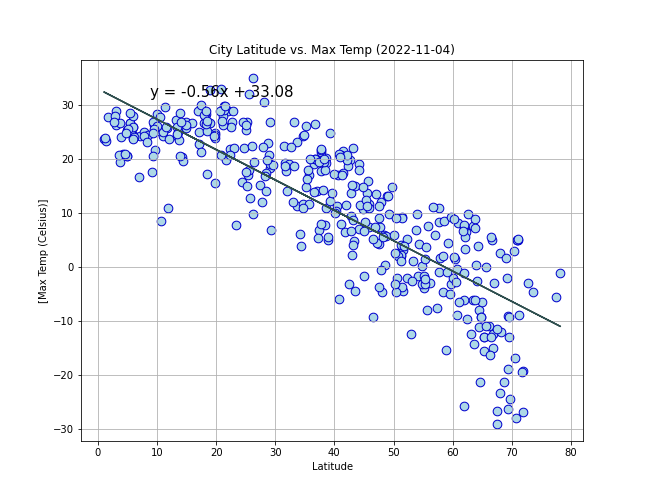 City Latitude vs. Max Temp (2022-11-04)
y = -0.56x + 33.08
30
20
10
0
−10
−20
−30
[Max Temp (Celsius)]
0 10 20 30 40 50 60 70 80
Latitude